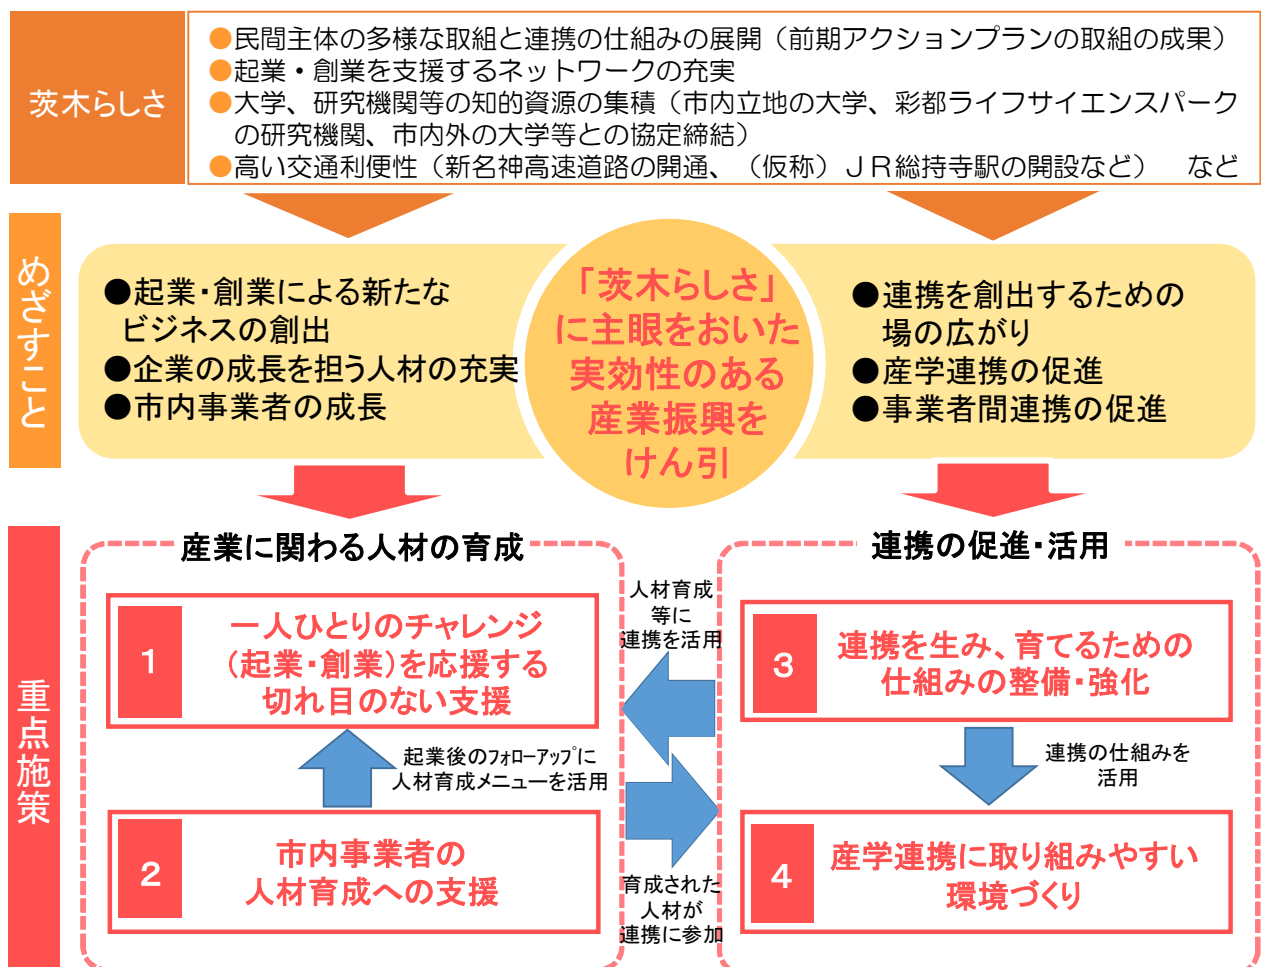 茨木らしさ
●民間主体の多様な取組と連携の仕組みの展開（前期アクションプランの取組の成果）
●起業・創業を支援するネットワークの充実
●大学、研究機関等の知的資源の集積（市内立地の大学、彩都ライフサイエンスパーク
の研究機関、市内外の大学等との協定締結）
●高い交通利便性（新名神高速道路の開通、（仮称）ＪＲ総持寺駅の開設など）　など
めざすこと
●起業・創業による新たな
ビジネスの創出
●企業の成長を担う人材の充実
●市内事業者の成長
「茨木らしさ」
に主眼をおいた
実効性のある
産業振興を
けん引
●連携を創出するための
場の広がり
●産学連携の促進
●事業者間連携の促進
重点施策
産業に関わる人材の育成
1
一人ひとりのチャレンジ
（起業・創業）を応援する
切れ目のない支援
起業後のﾌｫﾛｰｱｯﾌﾟに
人材育成メニューを活用
2
市内事業者の
人材育成への支援
人材育成
等に
連携を活用
育成された
人材が
連携に参加
連携の促進・活用
3
連携を生み、育てるための
仕組みの整備・強化
連携の仕組みを
活用
4
産学連携に取り組みやすい
環境づくり